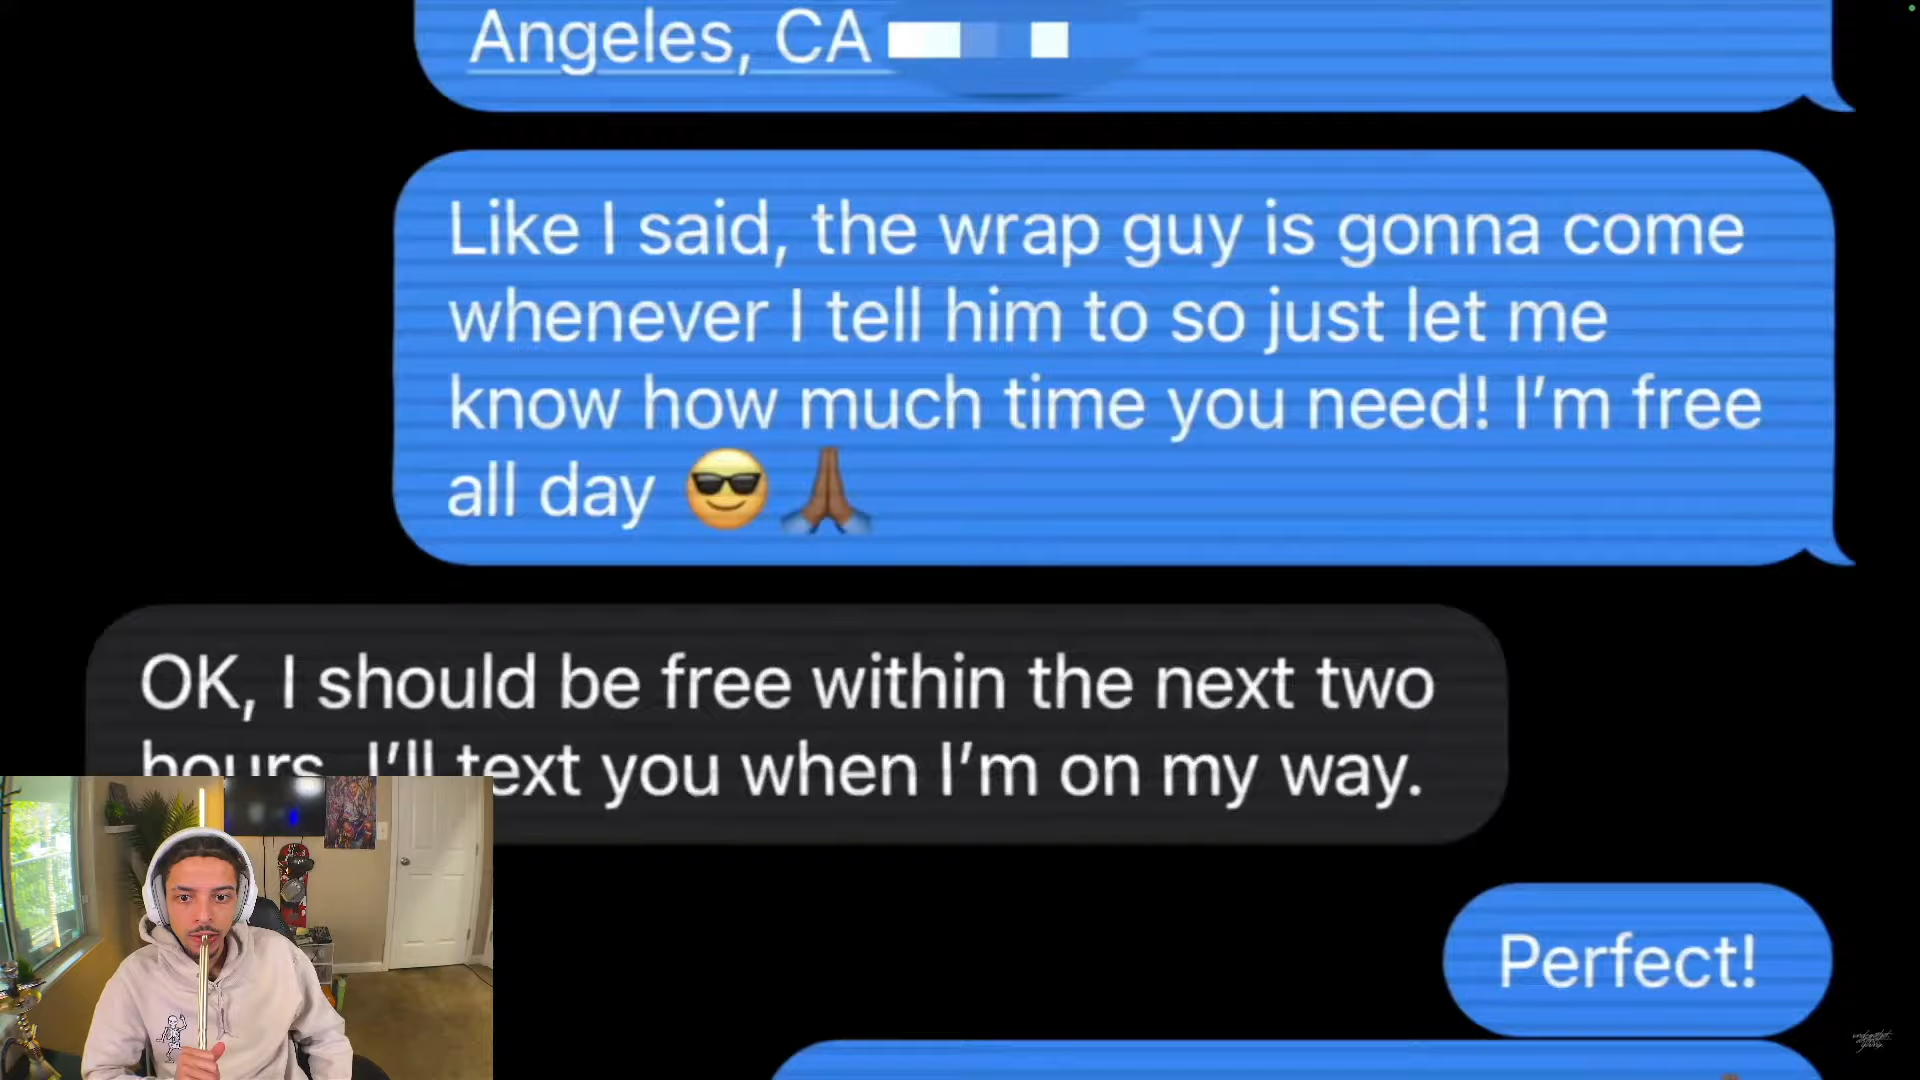 Angeles, CA
Like I said, the wrap guy is gonna come
whenever I tell him to so just let me
know how much time you need! I'm free
all day 😎🙏🏾
OK, I should be free within the next two
hours. I'll text you when I'm on my way.
Perfect!